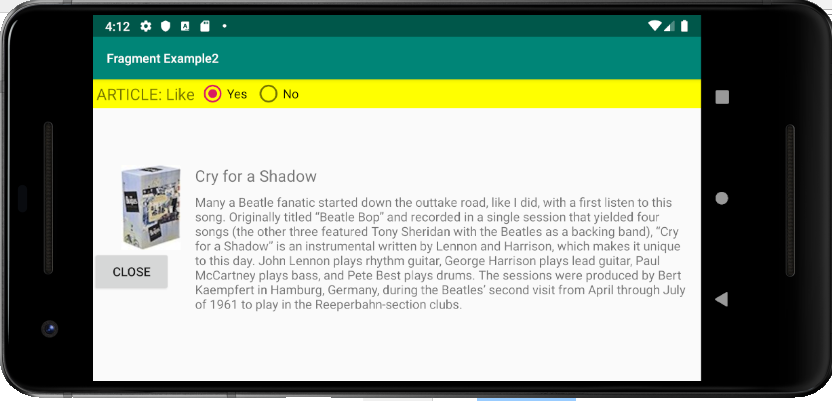 4:12
Fragment Example2
ARTICLE: Like Yes No
Cry for a Shadow
Many a Beatle fanatic started down the outtake road, like I did, with a first listen to this
song. Originally titled “Beatle Bop” and recorded in a single session that yielded four
songs (the other three featured Tony Sheridan with the Beatles as a backing band), “Cry
for a Shadow” is an instrumental written by Lennon and Harrison, which makes it unique
to this day. John Lennon plays rhythm guitar, George Harrison plays lead guitar, Paul
McCartney plays bass, and Pete Best plays drums. The sessions were produced by Bert
Kaempfert in Hamburg, Germany, during the Beatles’ second visit from April through July
of 1961 to play in the Reeperbahn-section clubs.
CLOSE